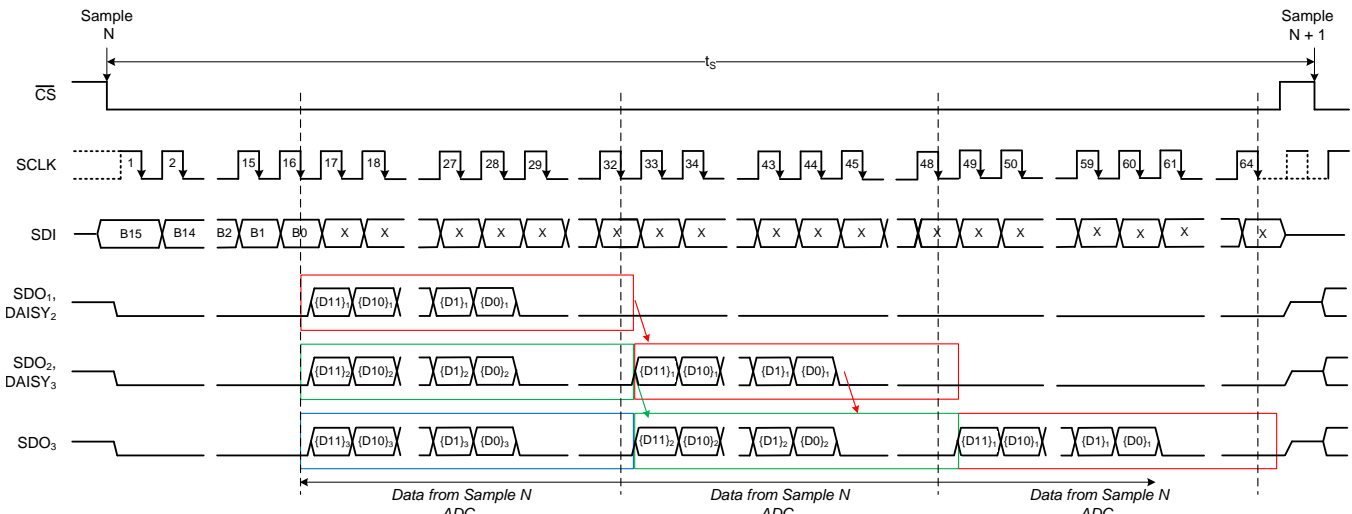 Sample
N
Sample
N + 1
tS
CS
SCLK
1 2 15 16 17 18 27 28 29 32 33 34 43 44 45 48 49 50 59 60 61 64
SDI
B15 B14 B2 B1 B0 X X X X X X X X X X X X X X X X X X X X
SDO1,
DAISY2
{D11}1 {D10}1 {D1}1 {D0}1
SDO2,
DAISY3
{D11}2 {D10}2 {D1}2 {D0}2 {D11}1 {D10}1 {D1}1 {D0}1
SDO3
{D11}3 {D10}3 {D1}3 {D0}3 {D11}2 {D10}2 {D1}2 {D0}2 {D11}1 {D10}1 {D1}1 {D0}1
Data from Sample N Data from Sample N Data from Sample N